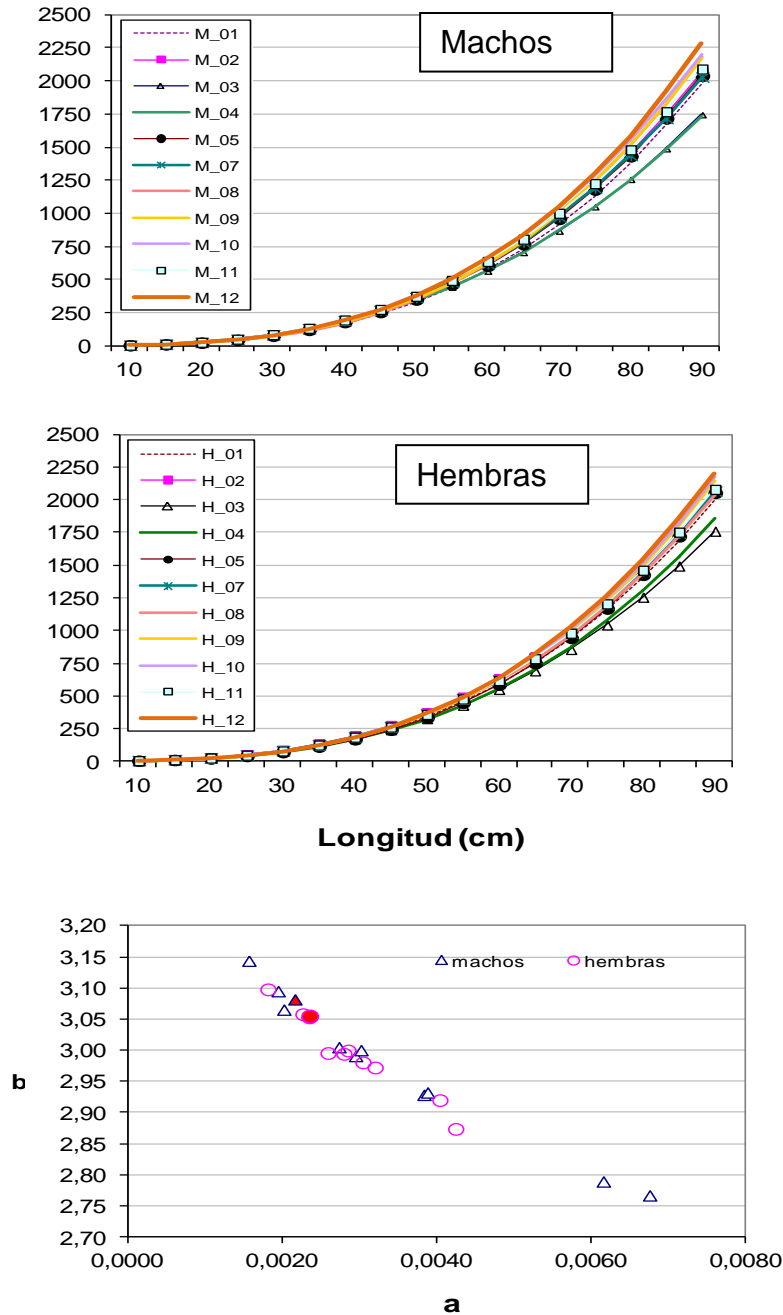 Machos
2500
2250
2000
1750
1500
1250
1000
750
500
250
0
M_01
M_02
M_03
M_04
M_05
M_07
M_08
M_09
M_10
M_11
M_12
10 20 30 40 50 60 70 80 90
Hembras
2500
2250
2000
1750
1500
1250
1000
750
500
250
0
H_01
H_02
H_03
H_04
H_05
H_07
H_08
H_09
H_10
H_11
H_12
10 20 30 40 50 60 70 80 90
Longitud (cm)
3,20
3,15
3,10
3,05
3,00
2,95
2,90
2,85
2,80
2,75
2,70
b
machos hembras
0,0000 0,0020 0,0040 0,0060 0,0080
a